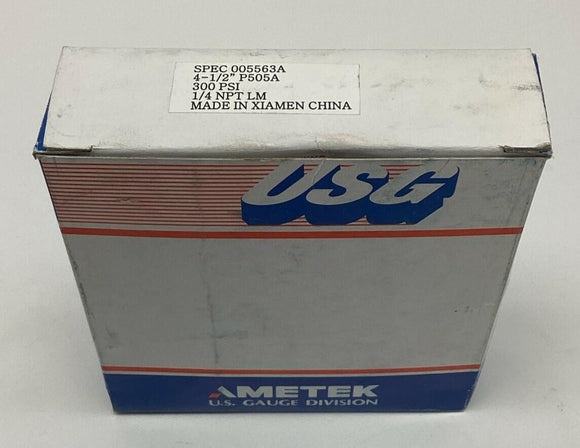 SPEC 005563A
4-1/2" P505A
300 PSI
1/4 NPT LM
MADE IN XIAMEN CHINA
USG
AMETEK
U.S. GAUGE DIVISION